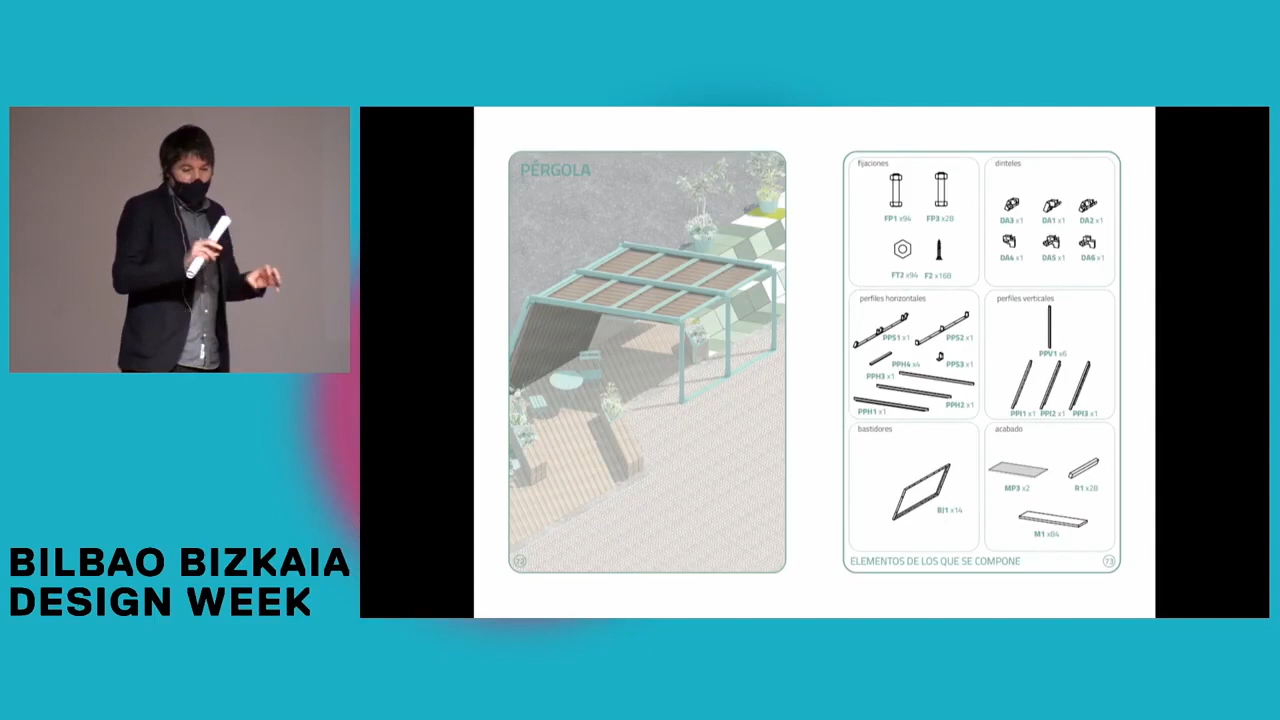 BILBAO BIZKAIA
DESIGN WEEK
PÉRGOLA
72
fijaciones
FP1 x94 FP3 x28
FT2 x94 F2 x168
dinteles
DA3 x1 DA1 x1 DA2 x1
DA4 x1 DA5 x1 DA6 x1
perfiles horizontales
PPS1 x1 PPS2 x1
PPH4 x4 PPS3 x1
PPH3 x1
PPH2 x1
PPH1 x1
perfiles verticales
PPV1 x6
PPI1 x1 PPI2 x1 PPI3 x1
bastidores
BJ1 x14
acabado
MP3 x2 R1 x28
M1 x84
ELEMENTOS DE LOS QUE SE COMPONE
73